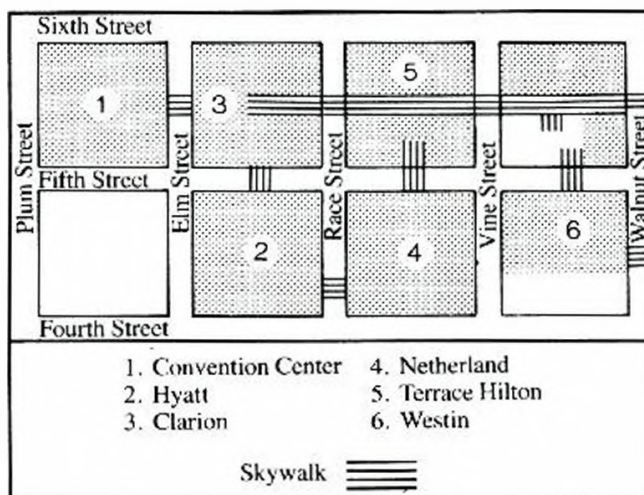 Sixth Street
1
3
5
Plum Street
Elm Street
Race Street
Vine Street
Walnut Street
Fifth Street
2
4
6
Fourth Street
1. Convention Center
2. Hyatt
3. Clarion
4. Netherland
5. Terrace Hilton
6. Westin
Skywalk